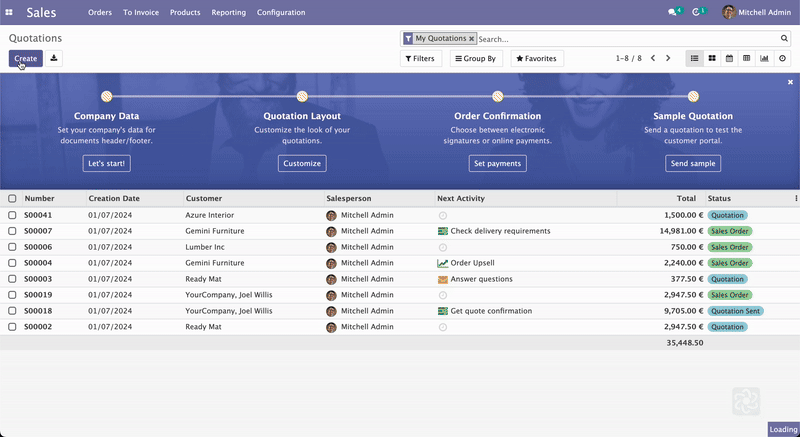 Sales Orders To Invoice Products Reporting Configuration 4 1 Mitchell Admin
Quotations My Quotations Search...
Create Filters Group By Favorites 1-8 / 8
Company Data Quotation Layout Order Confirmation Sample Quotation
Set your company's data for Customize the look of your Choose between electronic Send a quotation to test the
documents header/footer. quotations. signatures or online payments. customer portal.
Let's start! Customize Set payments Send sample
Number Creation Date Customer Salesperson Next Activity Total Status
S00041 01/07/2024 Azure Interior Mitchell Admin 1,500.00 € Quotation
S00007 01/07/2024 Gemini Furniture Mitchell Admin Check delivery requirements 14,981.00 € Sales Order
S00006 01/07/2024 Lumber Inc Mitchell Admin 750.00 € Sales Order
S00004 01/07/2024 Gemini Furniture Mitchell Admin Order Upsell 2,240.00 € Sales Order
S00003 01/07/2024 Ready Mat Mitchell Admin Answer questions 377.50 € Quotation
S00019 01/07/2024 YourCompany, Joel Willis Mitchell Admin 2,947.50 € Sales Order
S00018 01/07/2024 YourCompany, Joel Willis Mitchell Admin Get quote confirmation 9,705.00 € Quotation Sent
S00002 01/07/2024 Ready Mat Mitchell Admin 2,947.50 € Quotation
35,448.50
Loading